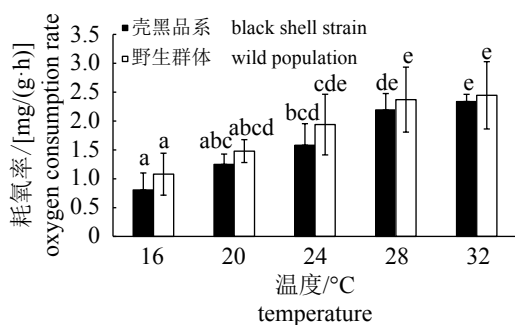 壳黑品系 black shell strain
野生群体 wild population
耗氧率/[mg/(g·h)]
oxygen consumption rate
3.5
3.0
2.5
2.0
1.5
1.0
0.5
0
a a abc abcd bcd cde de e e e
16 20 24 28 32
温度/°C
temperature